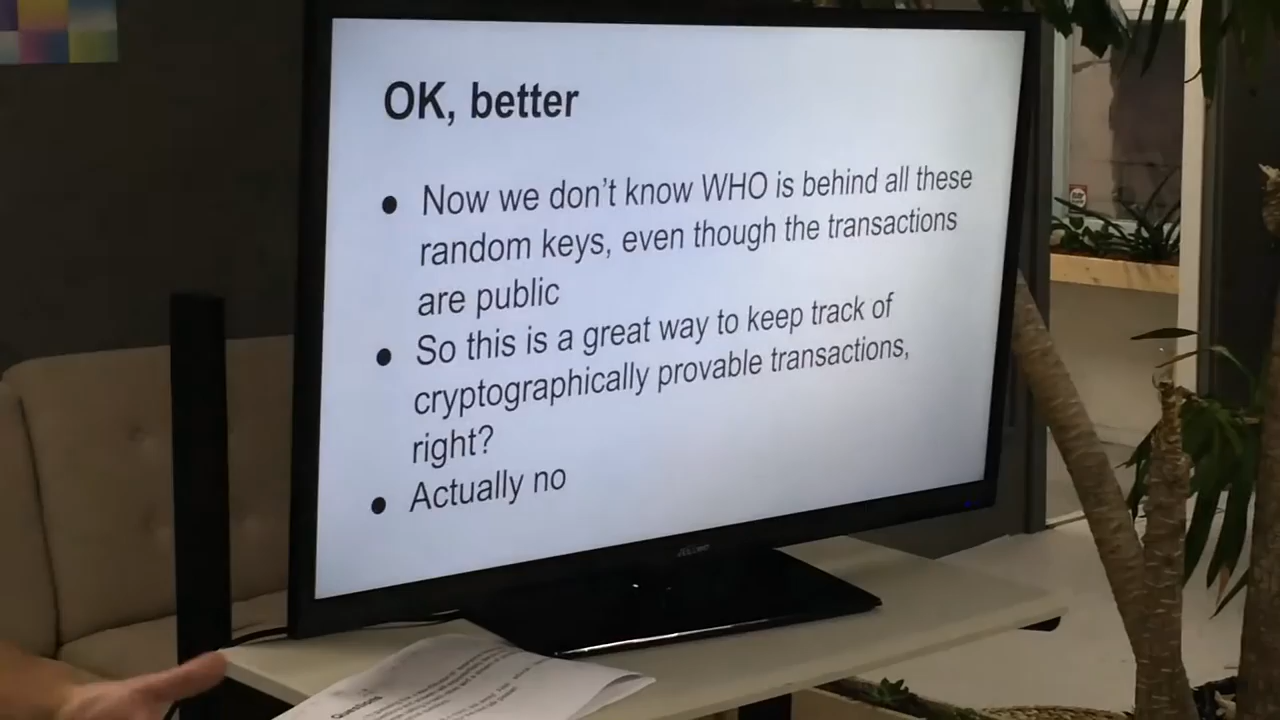 OK, better
● Now we don't know WHO is behind all these
random keys, even though the transactions
are public
● So this is a great way to keep track of
cryptographically provable transactions,
right?
● Actually no
Questions